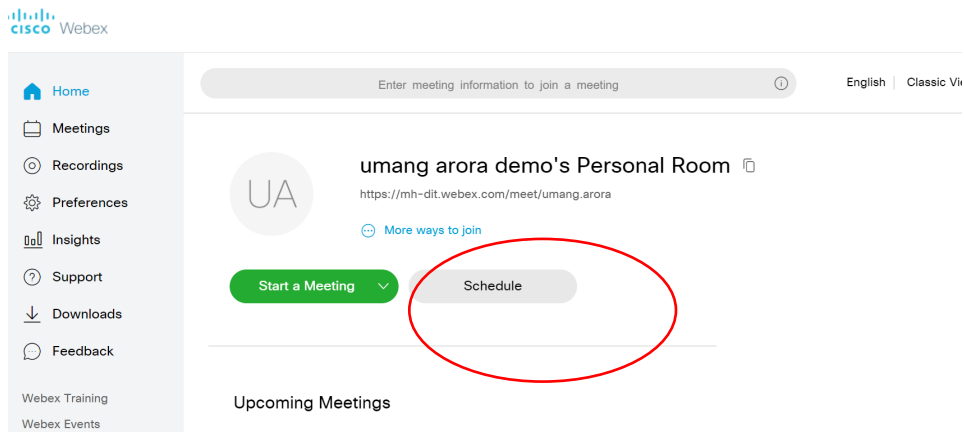 CISCO Webex
Home
Meetings
Recordings
Preferences
Insights
Support
Downloads
Feedback
Webex Training
Webex Events
Enter meeting information to join a meeting
English Classic Vie
UA
umang arora demo's Personal Room
https://mh-dit.webex.com/meet/umang.arora
More ways to join
Start a Meeting
Schedule
Upcoming Meetings